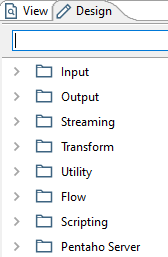 View Design
Input
Output
Streaming
Transform
Utility
Flow
Scripting
Pentaho Server